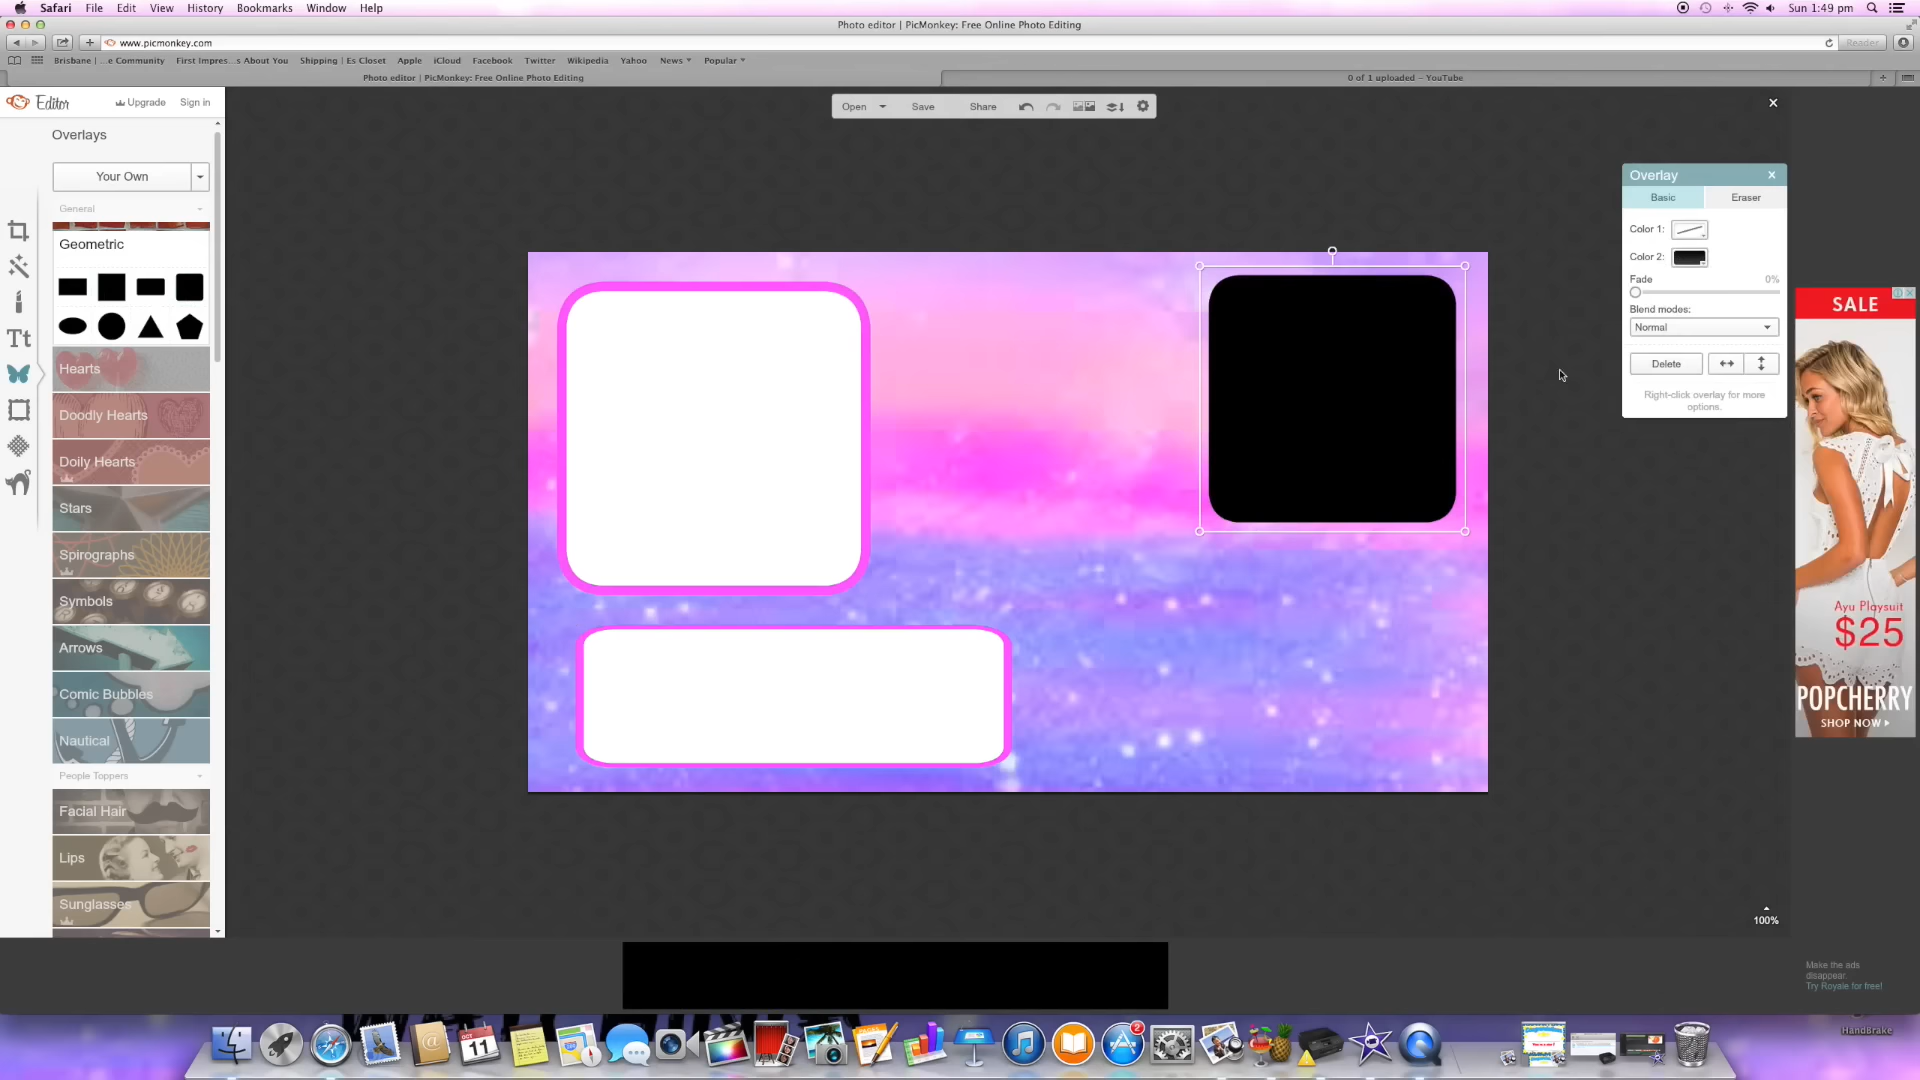 Safari File Edit View History Bookmarks Window Help
Sun 1:49 pm
Photo editor | PicMonkey: Free Online Photo Editing
www.picmonkey.com
Reader
Brisbane | ...e Community First Impres...s About You Shipping | Es Closet Apple iCloud Facebook Twitter Wikipedia Yahoo News Popular
Photo editor | PicMonkey: Free Online Photo Editing
0 of 1 uploaded – YouTube
Editor
Upgrade
Sign in
Open
Save
Share
Overlays
Your Own
General
Geometric
Hearts
Doodly Hearts
Doily Hearts
Stars
Spirographs
Symbols
Arrows
Comic Bubbles
Nautical
People Toppers
Facial Hair
Lips
Sunglasses
Tt
Overlay
Basic
Eraser
Color 1:
Color 2:
Fade
0%
Blend modes:
Normal
Delete
Right-click overlay for more
options.
SALE
Ayu Playsuit
$25
POPCHERRY
SHOP NOW
100%
Make the ads
disappear.
Try Royale for free!
HandBrake
OCT
11
2